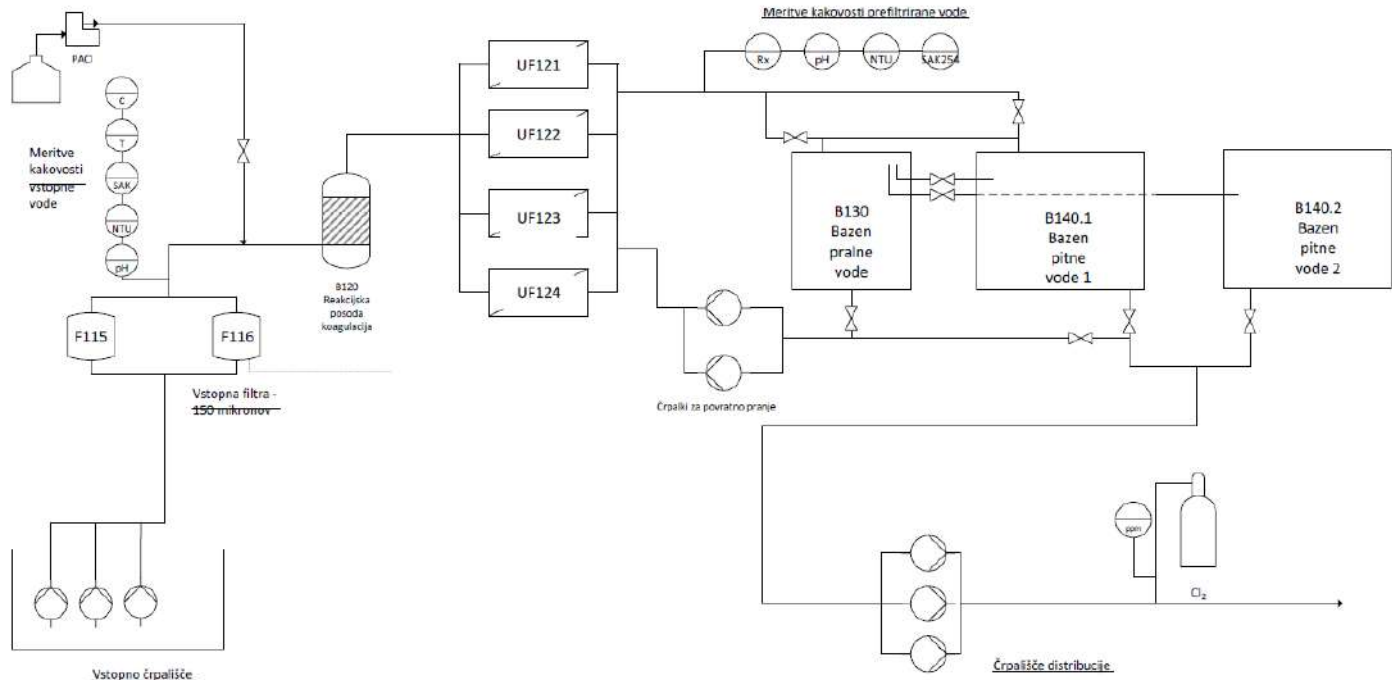 PACl
C
T
SAK
NTU
pH
Meritve
kakovosti
vstopne
vode
F115
F116
Vstopna filtra -
150 mikronov
Vstopno črpališče
B120
Reakcijska
posoda
koagulacija
UF121
UF122
UF123
UF124
Meritve kakovosti prefiltrirane vode
Rx
pH
NTU
SAK254
B130
Bazen
pralne
vode
B140.1
Bazen
pitne
vode 1
B140.2
Bazen
pitne
vode 2
Črpalki za povratno pranje
ppm
Cl₂
Črpališče distribucije